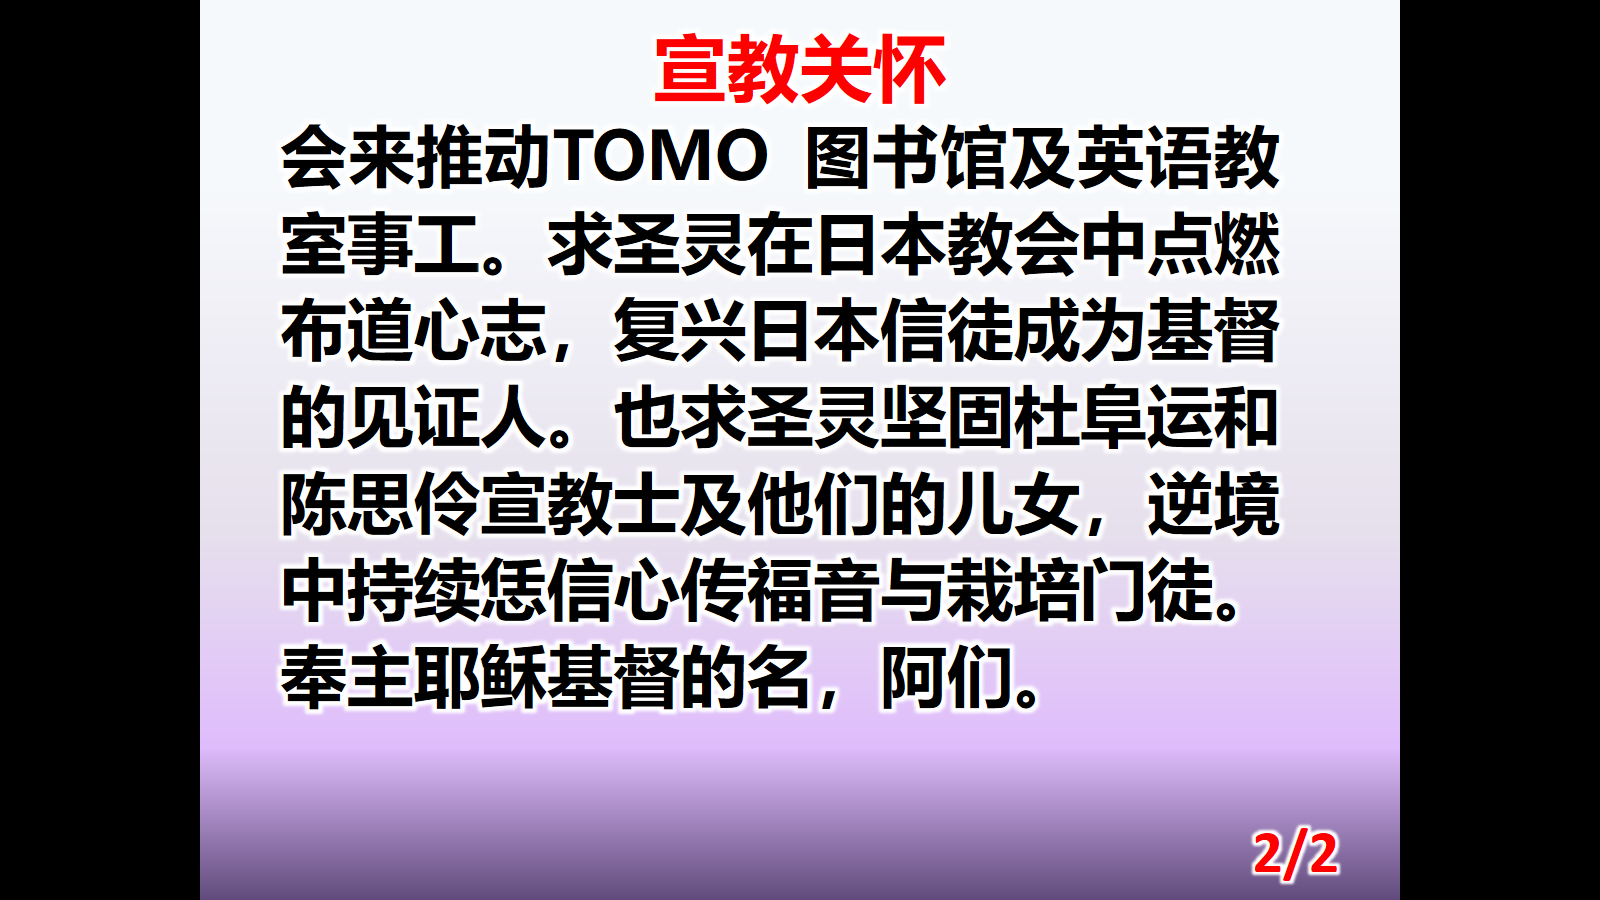 宣教关怀
会来推动TOMO 图书馆及英语教
室事工。求圣灵在日本教会中点燃
布道心志，复兴日本信徒成为基督
的见证人。也求圣灵坚固杜阜运和
陈思伶宣教士及他们的儿女，逆境
中持续恁信心传福音与栽培门徒。
奉主耶稣基督的名，阿们。
2/2